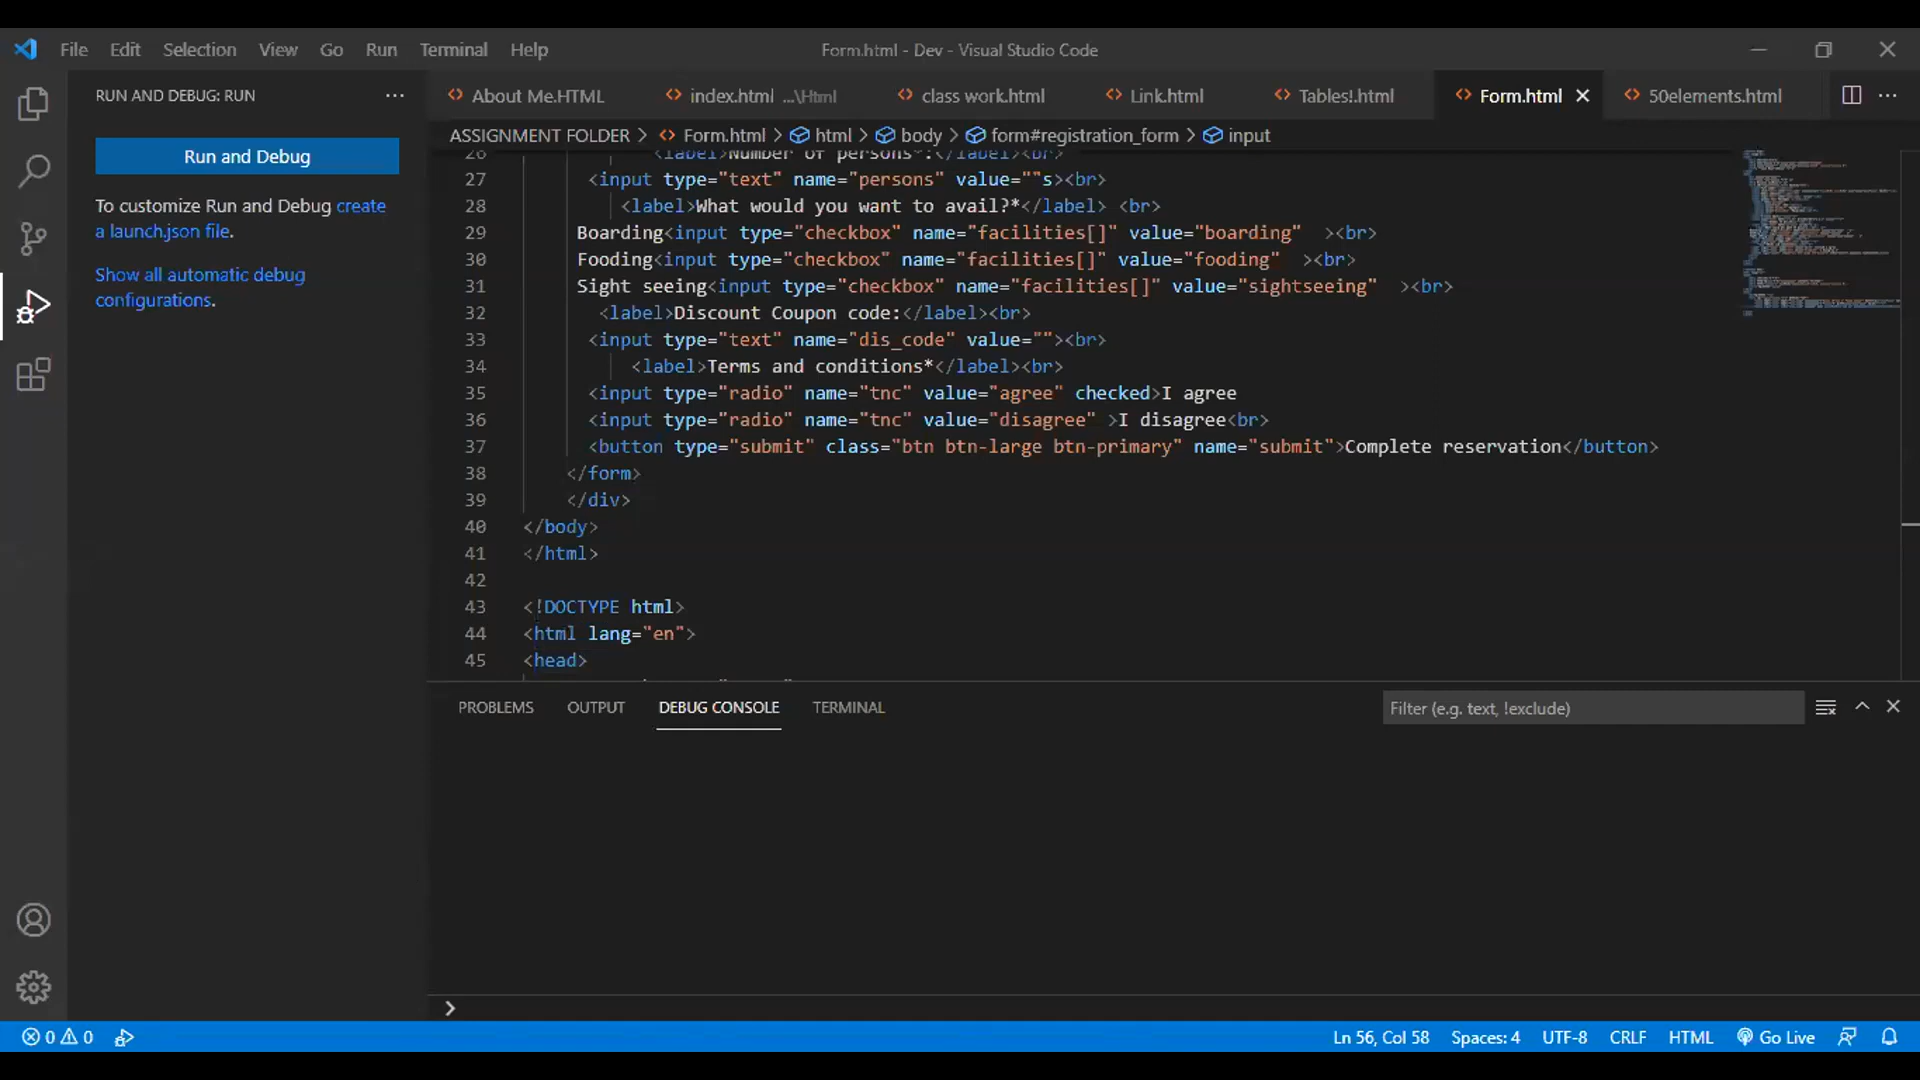 File Edit Selection View Go Run Terminal Help
Form.html - Dev - Visual Studio Code
RUN AND DEBUG: RUN
Run and Debug
To customize Run and Debug create
a launch.json file.
Show all automatic debug
configurations.
About Me.HTML index.html ...\Html class work.html Link.html Tables!.html Form.html 50elements.html
ASSIGNMENT FOLDER > Form.html > html > body > form#registration_form > input
26 <label>Number of persons*:</label><br>
27 <input type="text" name="persons" value=""s><br>
28 <label>What would you want to avail?*</label> <br>
29 Boarding<input type="checkbox" name="facilities[]" value="boarding" ><br>
30 Fooding<input type="checkbox" name="facilities[]" value="fooding" ><br>
31 Sight seeing<input type="checkbox" name="facilities[]" value="sightseeing" ><br>
32 <label>Discount Coupon code:</label><br>
33 <input type="text" name="dis_code" value=""><br>
34 <label>Terms and conditions*</label><br>
35 <input type="radio" name="tnc" value="agree" checked>I agree
36 <input type="radio" name="tnc" value="disagree" >I disagree<br>
37 <button type="submit" class="btn btn-large btn-primary" name="submit">Complete reservation</button>
38 </form>
39 </div>
40 </body>
41 </html>
42
43 <!DOCTYPE html>
44 <html lang="en">
45 <head>
PROBLEMS OUTPUT DEBUG CONSOLE TERMINAL
Filter (e.g. text, !exclude)
0 0
Ln 56, Col 58 Spaces: 4 UTF-8 CRLF HTML Go Live